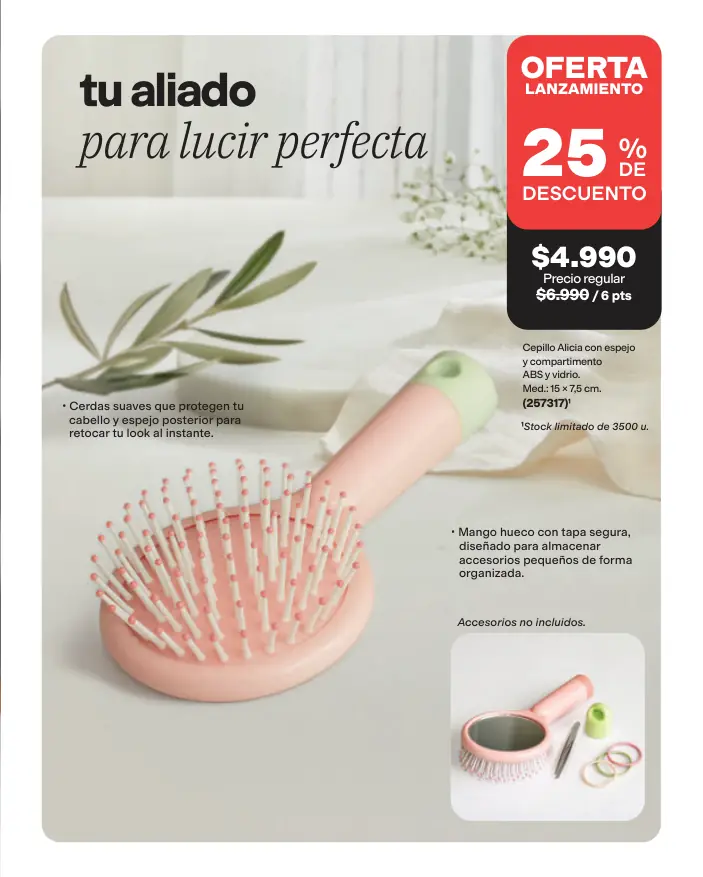 tu aliado
para lucir perfecta
OFERTA
LANZAMIENTO
25 % DE
DESCUENTO
$4.990
Precio regular
$6.990 / 6 pts
Cepillo Alicia con espejo
y compartimento
ABS y vidrio.
Med.: 15 x 7,5 cm.
(257317)¹
¹Stock limitado de 3500 u.
• Cerdas suaves que protegen tu
cabello y espejo posterior para
retocar tu look al instante.
• Mango hueco con tapa segura,
diseñado para almacenar
accesorios pequeños de forma
organizada.
Accesorios no incluidos.